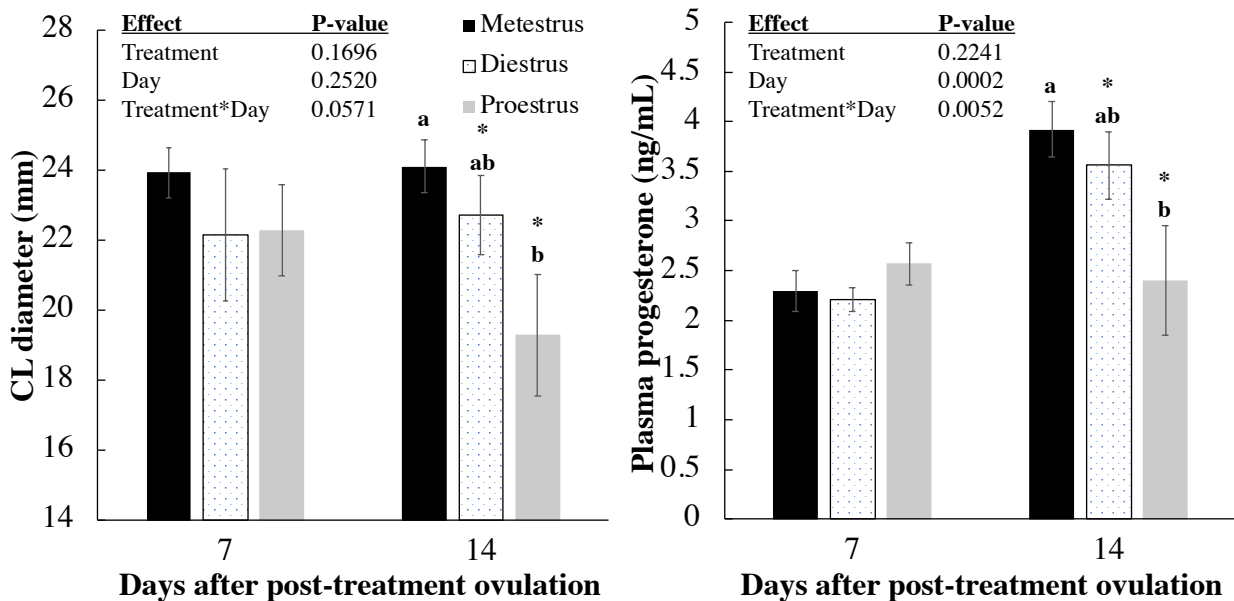 Effect P-value
Treatment 0.1696
Day 0.2520
Treatment*Day 0.0571
Metestrus
Diestrus
Proestrus
28
26
24
22
20
18
16
14
CL diameter (mm)
a
*
ab
*
b
7 14
Days after post-treatment ovulation
Effect P-value
Treatment 0.2241
Day 0.0002
Treatment*Day 0.0052
5
4.5
4
3.5
3
2.5
2
1.5
1
0.5
0
Plasma progesterone (ng/mL)
a
*
ab
*
b
7 14
Days after post-treatment ovulation